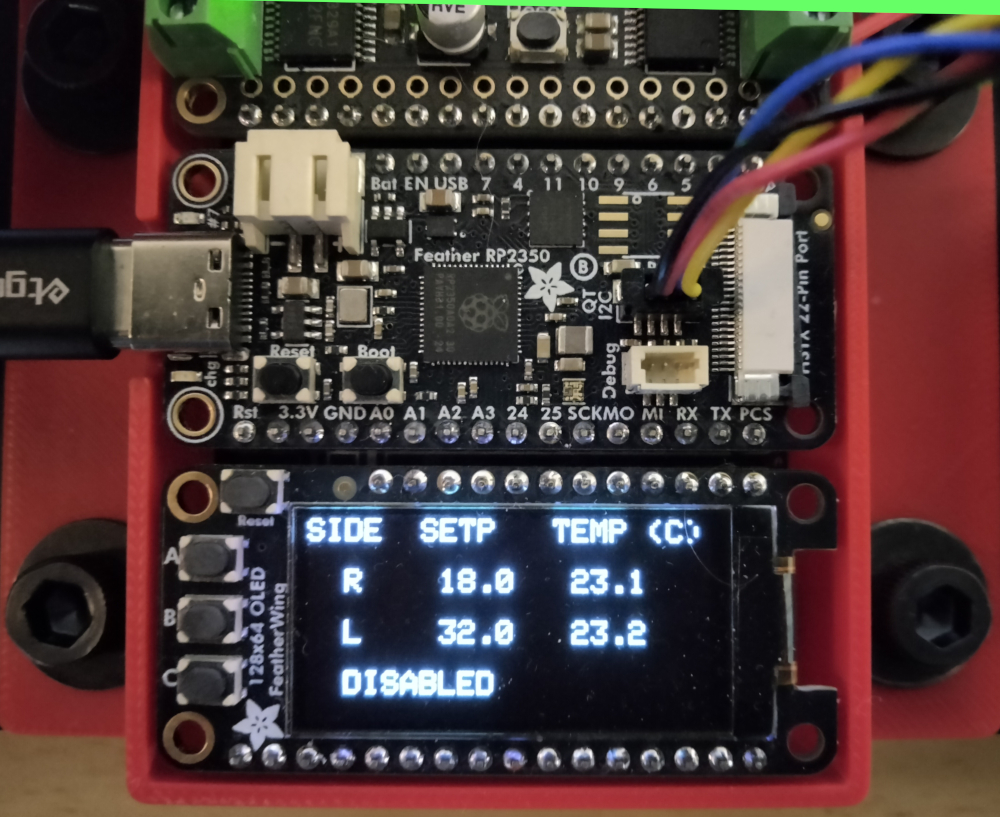 Bat EN USB 7 4 11 10 9 6 5
Feather RP2350
B
QT
I2C
HSTX 22-Pin Port
Reset Boot
chg
Debug
Rst 3.3V GND A0 A1 A2 A3 24 25 SCK MO MI RX TX PCS
Reset
A
B
C
128x64 OLED
FeatherWing
SIDE SETP TEMP (C)
R 18.0 23.1
L 32.0 23.2
DISABLED